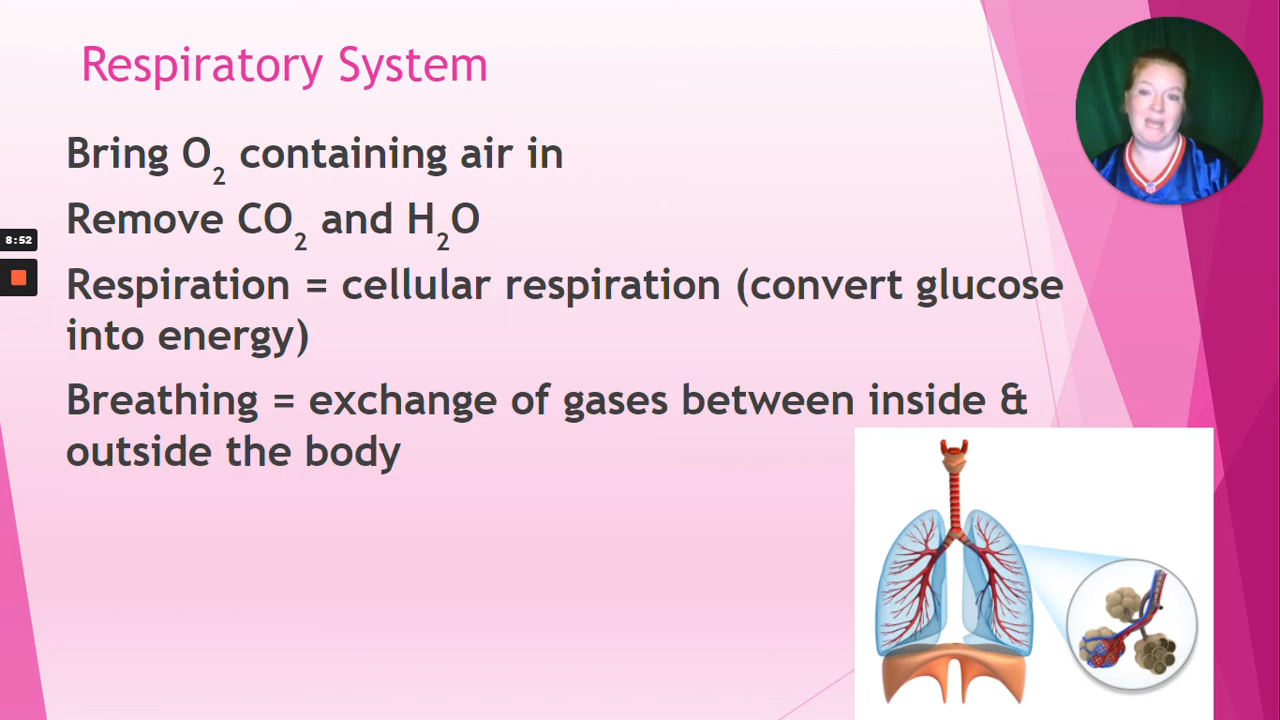 Respiratory System
Bring O₂ containing air in
Remove CO₂ and H₂O
8:52
Respiration = cellular respiration (convert glucose
into energy)
Breathing = exchange of gases between inside &
outside the body